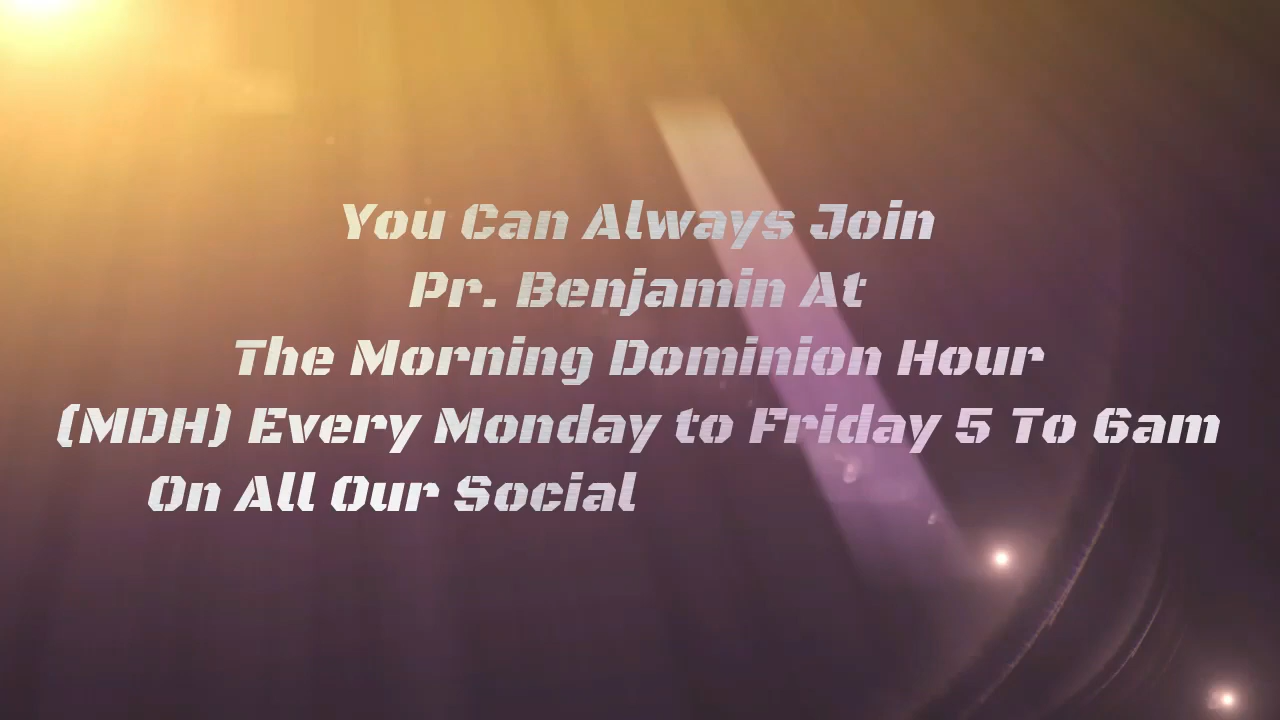 You Can Always Join
Pr. Benjamin At
The Morning Dominion Hour
(MDH) Every Monday to Friday 5 To 6am
On All Our Social